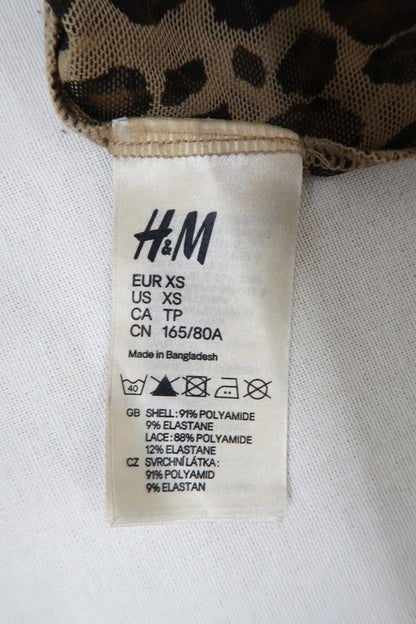 H&M
EUR XS
US XS
CA TP
CN 165/80A
Made in Bangladesh
40
GB SHELL: 91% POLYAMIDE
9% ELASTANE
LACE: 88% POLYAMIDE
12% ELASTANE
CZ SVRCHNÍ LÁTKA:
91% POLYAMID
9% ELASTAN